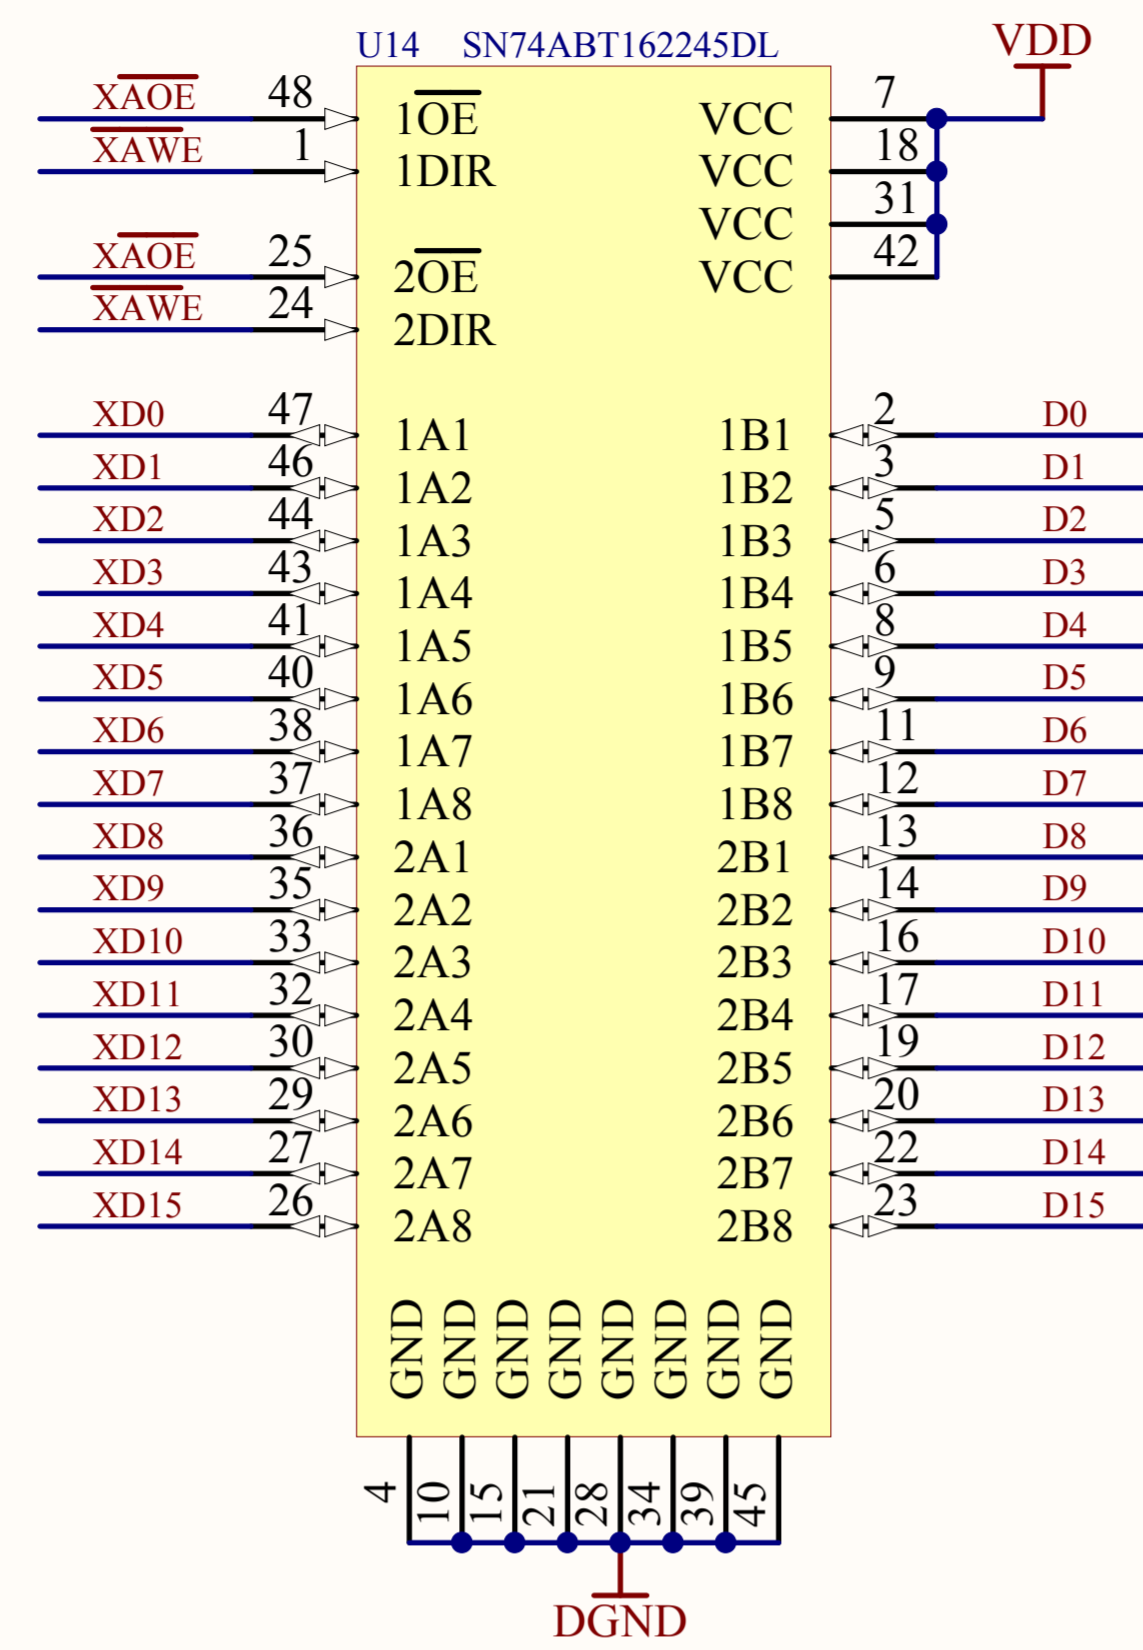 U14 SN74ABT162245DL
VDD
XAOE 48 1OE VCC 7
XAWE 1 1DIR VCC 18
VCC 31
XAOE 25 2OE VCC 42
XAWE 24 2DIR
XD0 47 1A1 1B1 2 D0
XD1 46 1A2 1B2 3 D1
XD2 44 1A3 1B3 5 D2
XD3 43 1A4 1B4 6 D3
XD4 41 1A5 1B5 8 D4
XD5 40 1A6 1B6 9 D5
XD6 38 1A7 1B7 11 D6
XD7 37 1A8 1B8 12 D7
XD8 36 2A1 2B1 13 D8
XD9 35 2A2 2B2 14 D9
XD10 33 2A3 2B3 16 D10
XD11 32 2A4 2B4 17 D11
XD12 30 2A5 2B5 19 D12
XD13 29 2A6 2B6 20 D13
XD14 27 2A7 2B7 22 D14
XD15 26 2A8 2B8 23 D15
GND GND GND GND GND GND GND GND
4 10 15 21 28 34 39 45
DGND